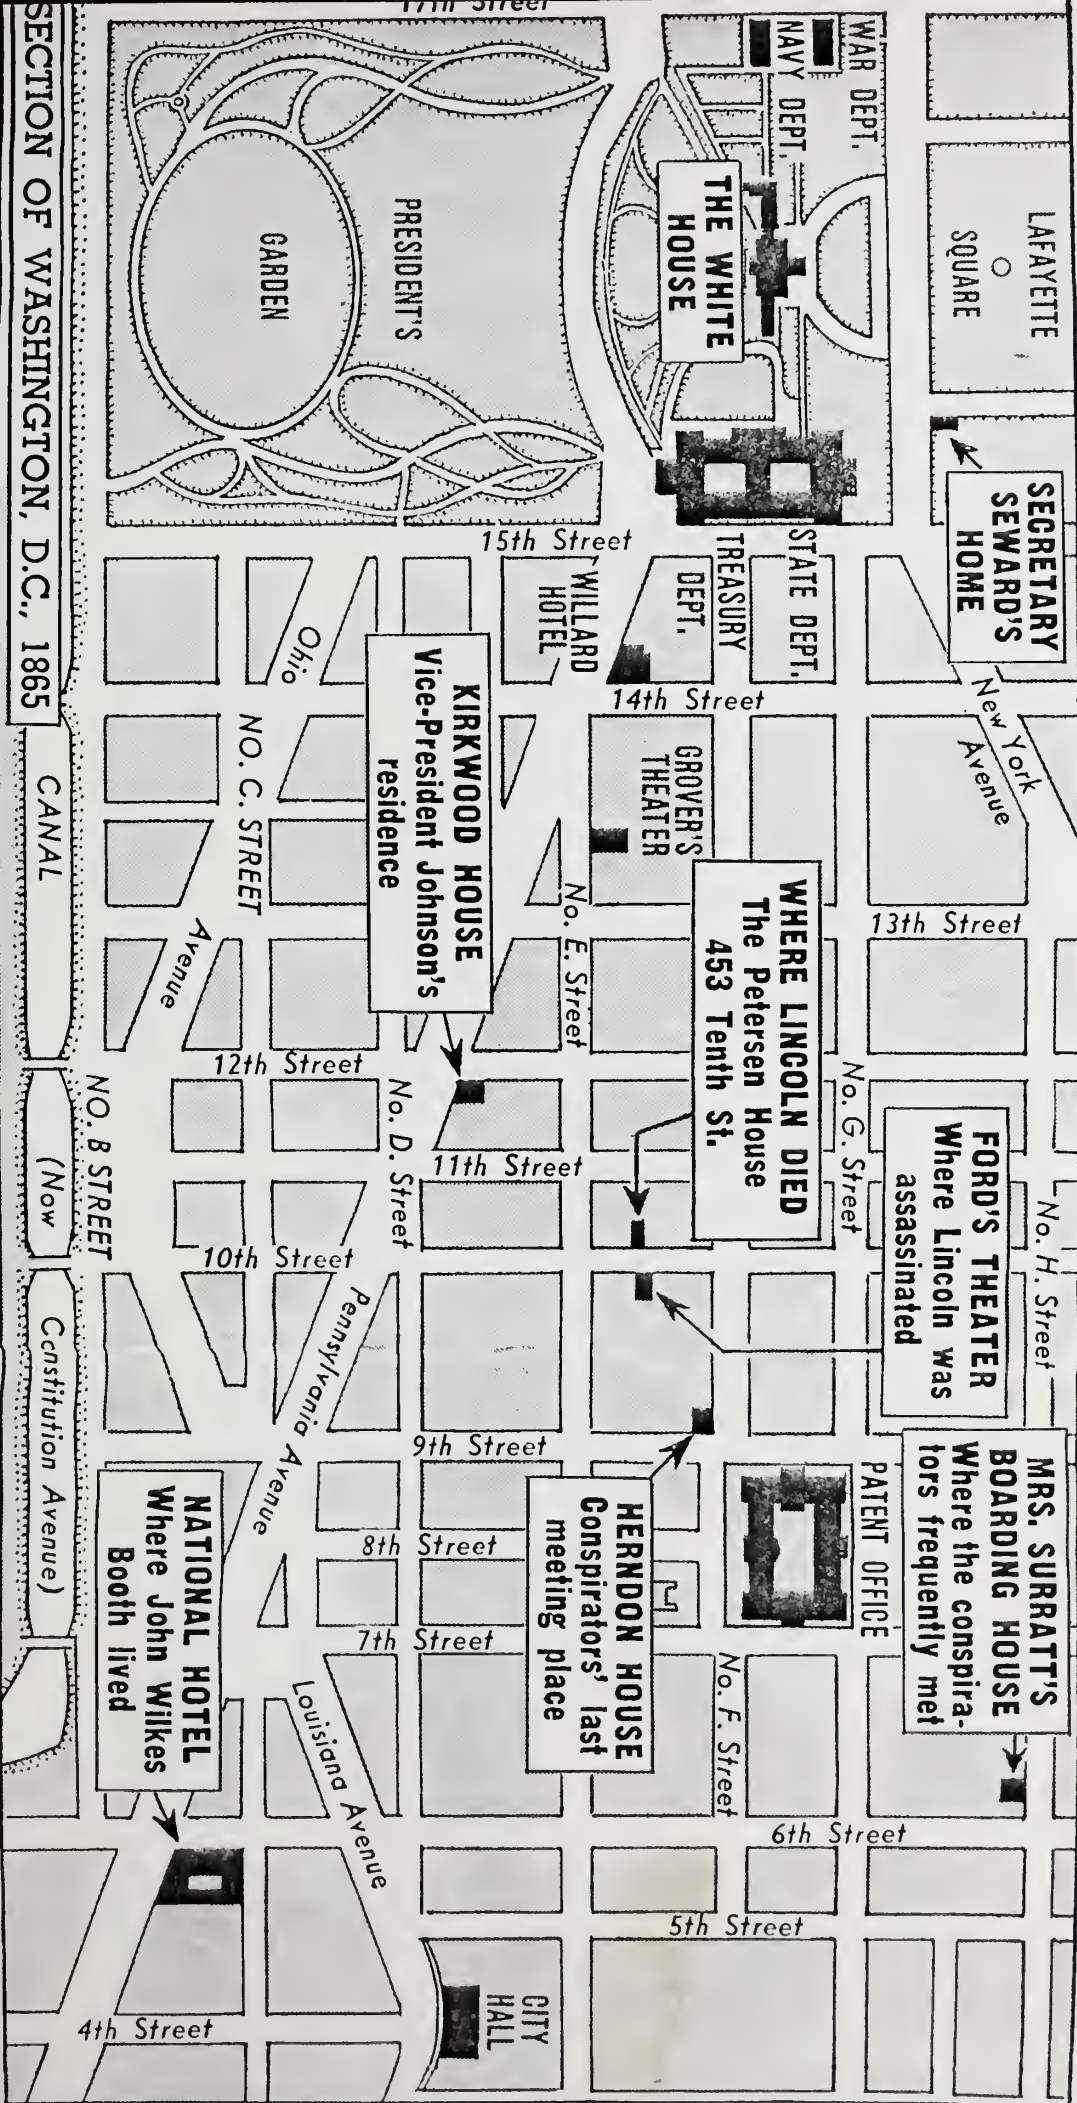 SECTION OF WASHINGTON, D.C., 1865
17th Street
WAR DEPT.
NAVY DEPT.
LAFAYETTE
SQUARE
THE WHITE
HOUSE
PRESIDENT'S
GARDEN
SECRETARY
SEWARD'S
HOME
15th Street
STATE DEPT.
TREASURY
DEPT.
WILLARD
HOTEL
New York
Avenue
14th Street
Ohio
Avenue
NO. C. STREET
KIRKWOOD HOUSE
Vice-President Johnson's
residence
GROVER'S
THEATER
No. E. Street
13th Street
WHERE LINCOLN DIED
The Petersen House
453 Tenth St.
12th Street
No. D. Street
No. G. Street
11th Street
FORD'S THEATER
Where Lincoln was
assassinated
No. H. Street
10th Street
Pennsylvania Avenue
9th Street
MRS. SURRATT'S
BOARDING HOUSE
Where the conspira-
tors frequently met
PATENT OFFICE
HERNDON HOUSE
Conspirators' last
meeting place
8th Street
7th Street
No. F. Street
NATIONAL HOTEL
Where John Wilkes
Booth lived
Louisiana Avenue
6th Street
5th Street
CITY
HALL
4th Street
NO. B STREET
CANAL
(Now
Constitution Avenue)